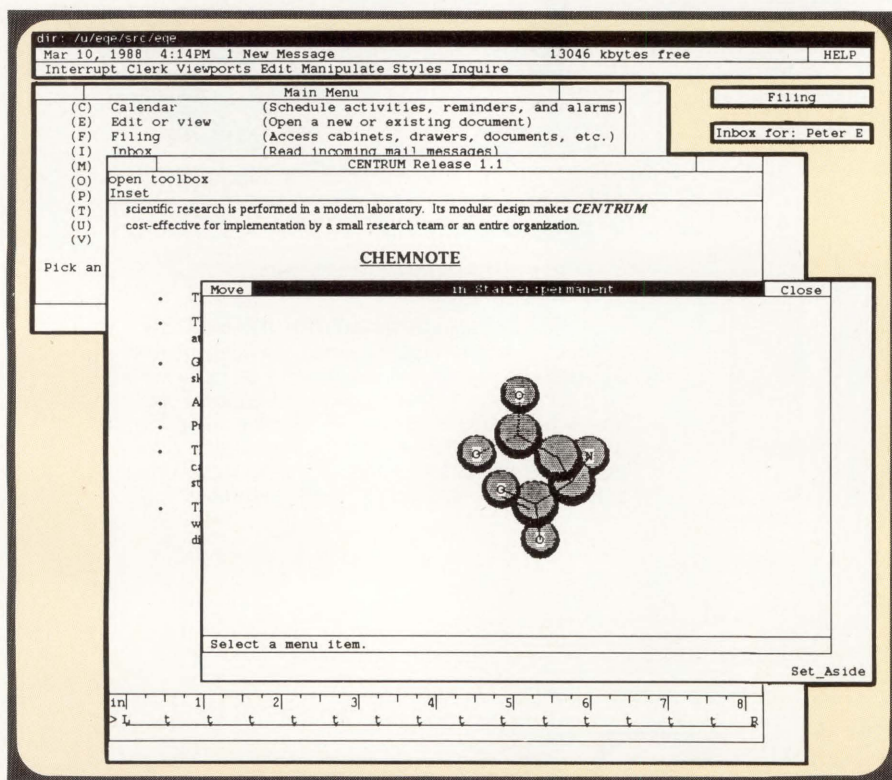 dir: /u/eqe/src/eqe
Mar 10, 1988 4:14PM 1 New Message 13046 kbytes free HELP
Interrupt Clerk Viewports Edit Manipulate Styles Inquire
Main Menu
(C) Calendar (Schedule activities, reminders, and alarms)
(E) Edit or view (Open a new or existing document)
(F) Filing (Access cabinets, drawers, documents, etc.)
(I) Inbox (Read incoming mail messages)
(M)
(O)
(P)
(T)
(U)
(V)
Pick an
Filing
Inbox for: Peter E
CENTRUM Release 1.1
open toolbox
Inset
scientific research is performed in a modern laboratory. Its modular design makes CENTRUM
cost-effective for implementation by a small research team or an entire organization.
CHEMNOTE
Move in Starter:permanent Close
O
O
N
O
O
Select a menu item.
Set_Aside
in 1 2 3 4 5 6 7 8
>L t t t t t t t t t t t t t t t R